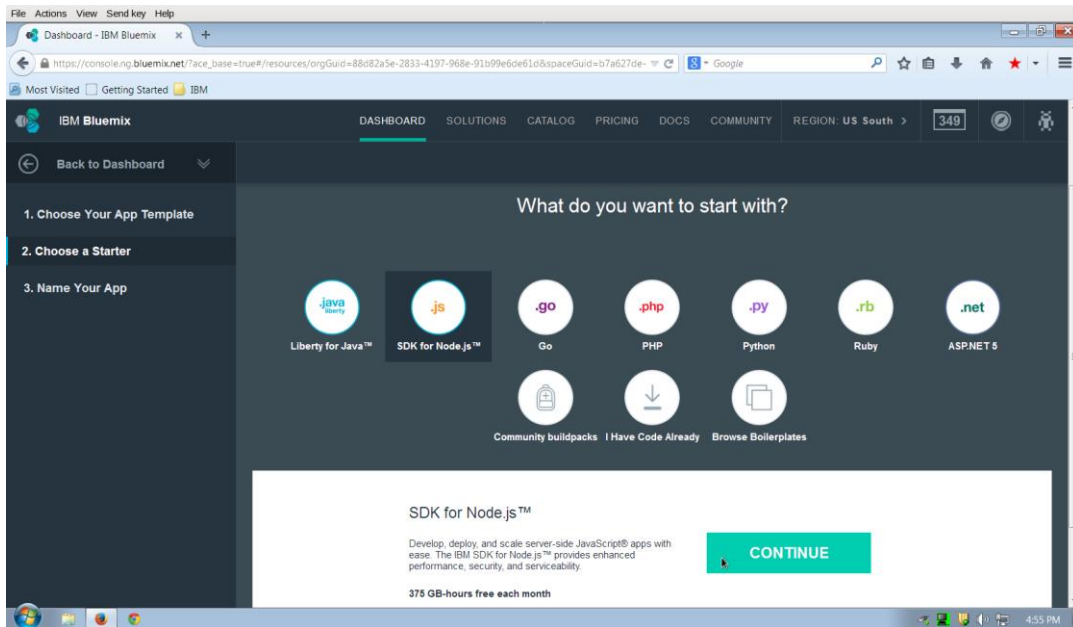 File Actions View Send key Help
Dashboard - IBM Bluemix × +
https://console.ng.bluemix.net/?ace_base=true#/resources/orgGuid=88d82a5e-2833-4197-968e-91b99e6de61d&spaceGuid=b7a627de-
8 Google
Most Visited Getting Started IBM
IBM Bluemix DASHBOARD SOLUTIONS CATALOG PRICING DOCS COMMUNITY REGION: US South > 349
Back to Dashboard
What do you want to start with?
1. Choose Your App Template
2. Choose a Starter
3. Name Your App
.java liberty .js .go .php .py .rb .net
Liberty for Java™ SDK for Node.js™ Go PHP Python Ruby ASP.NET 5
Community buildpacks I Have Code Already Browse Boilerplates
SDK for Node.js™
Develop, deploy, and scale server-side JavaScript® apps with
ease. The IBM SDK for Node.js™ provides enhanced
performance, security, and serviceability.
CONTINUE
375 GB-hours free each month
4:55 PM